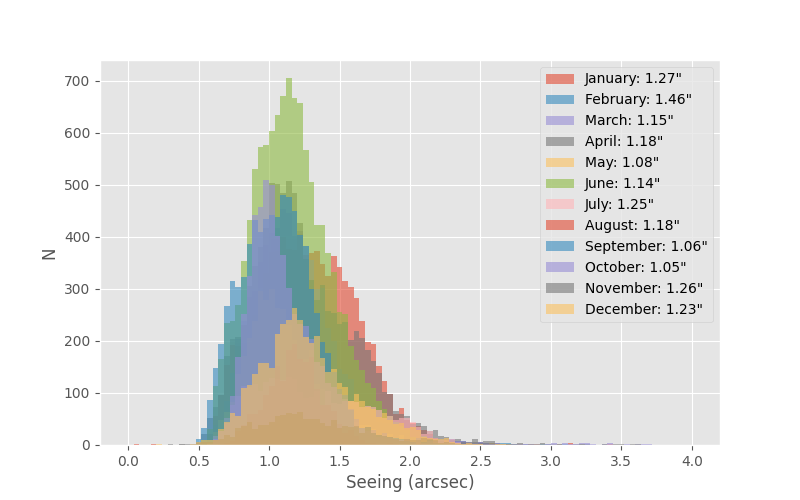 700
600
500
400
300
200
100
0
N
0.0 0.5 1.0 1.5 2.0 2.5 3.0 3.5 4.0
Seeing (arcsec)
January: 1.27"
February: 1.46"
March: 1.15"
April: 1.18"
May: 1.08"
June: 1.14"
July: 1.25"
August: 1.18"
September: 1.06"
October: 1.05"
November: 1.26"
December: 1.23"